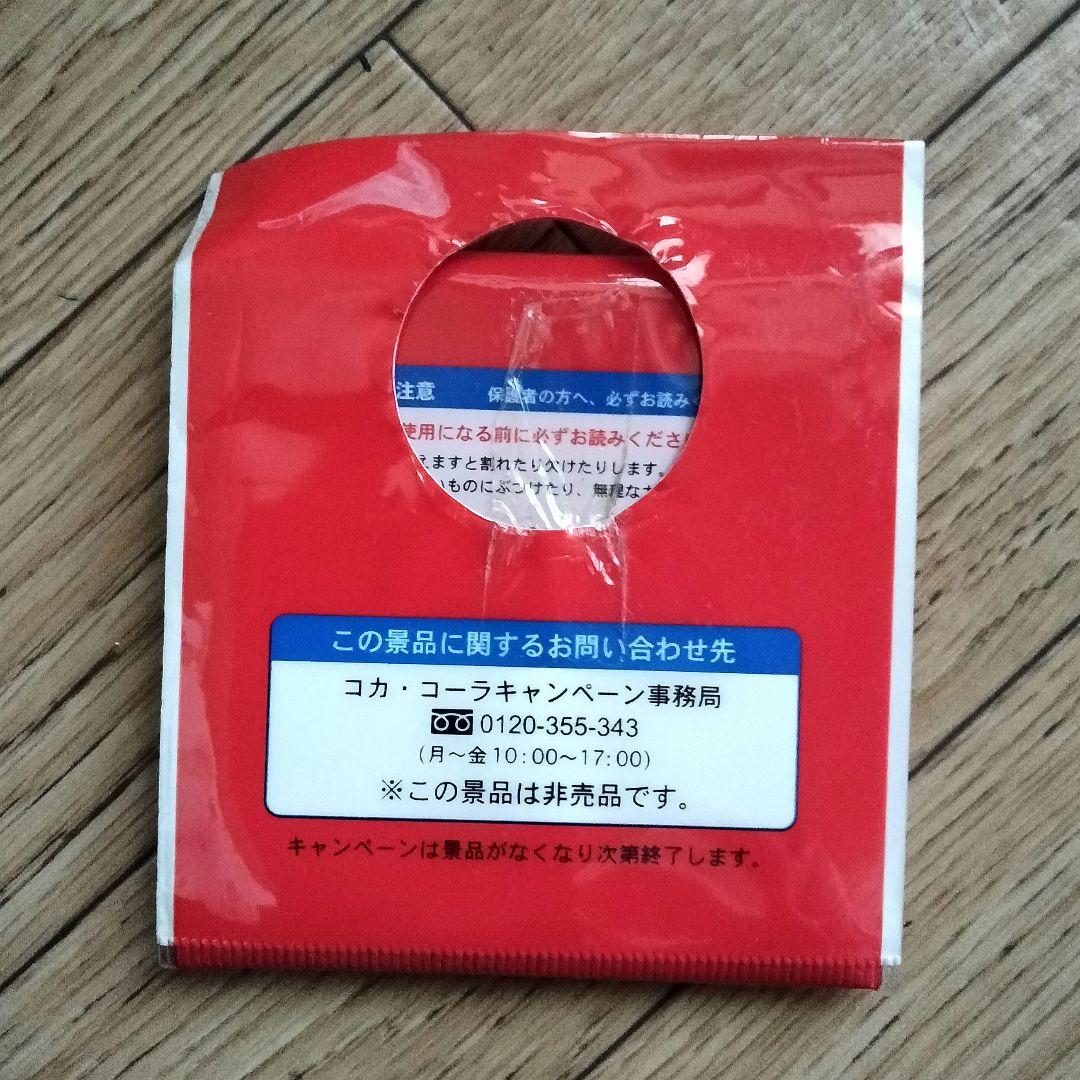 注意 保護者の方へ、必ずお読み
使用になる前に必ずお読みくださ
えますと割れたり欠けたりします。
ものにぶつけたり、無理な
この景品に関するお問い合わせ先
コカ・コーラキャンペーン事務局
0120-355-343
(月〜金10:00〜17:00)
※この景品は非売品です。
キャンペーンは景品がなくなり次第終了します。